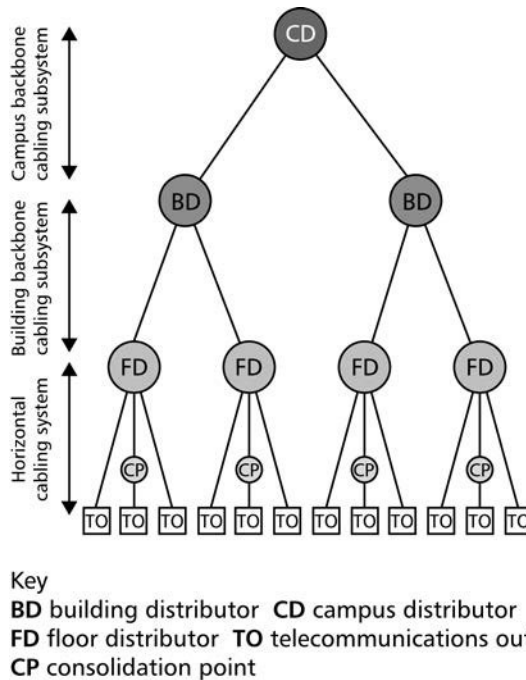 CD
Campus backbone
cabling subsystem
BD BD
Building backbone
cabling subsystem
FD FD FD FD
Horizontal
cabling system
CP CP CP CP
TO TO TO TO TO TO TO TO TO TO TO TO
Key
BD building distributor CD campus distributor
FD floor distributor TO telecommunications
CP consolidation point